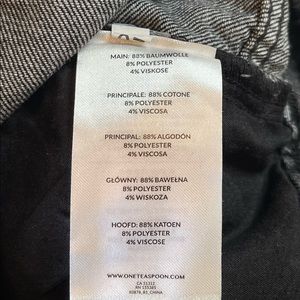 MAIN: 88% BAUMWOLLE
8% POLYESTER
4% VISKOSE
PRINCIPALE: 88% COTONE
8% POLYESTER
4% VISCOSA
PRINCIPAL: 88% ALGODÓN
8% POLYESTER
4% VISCOSA
GŁÓWNY: 88% BAWEŁNA
8% POLYESTER
4% WISKOZA
HOOFD: 88% KATOEN
8% POLYESTER
4% VISCOSE
WWW.ONETEASPOON.COM
CA 51312